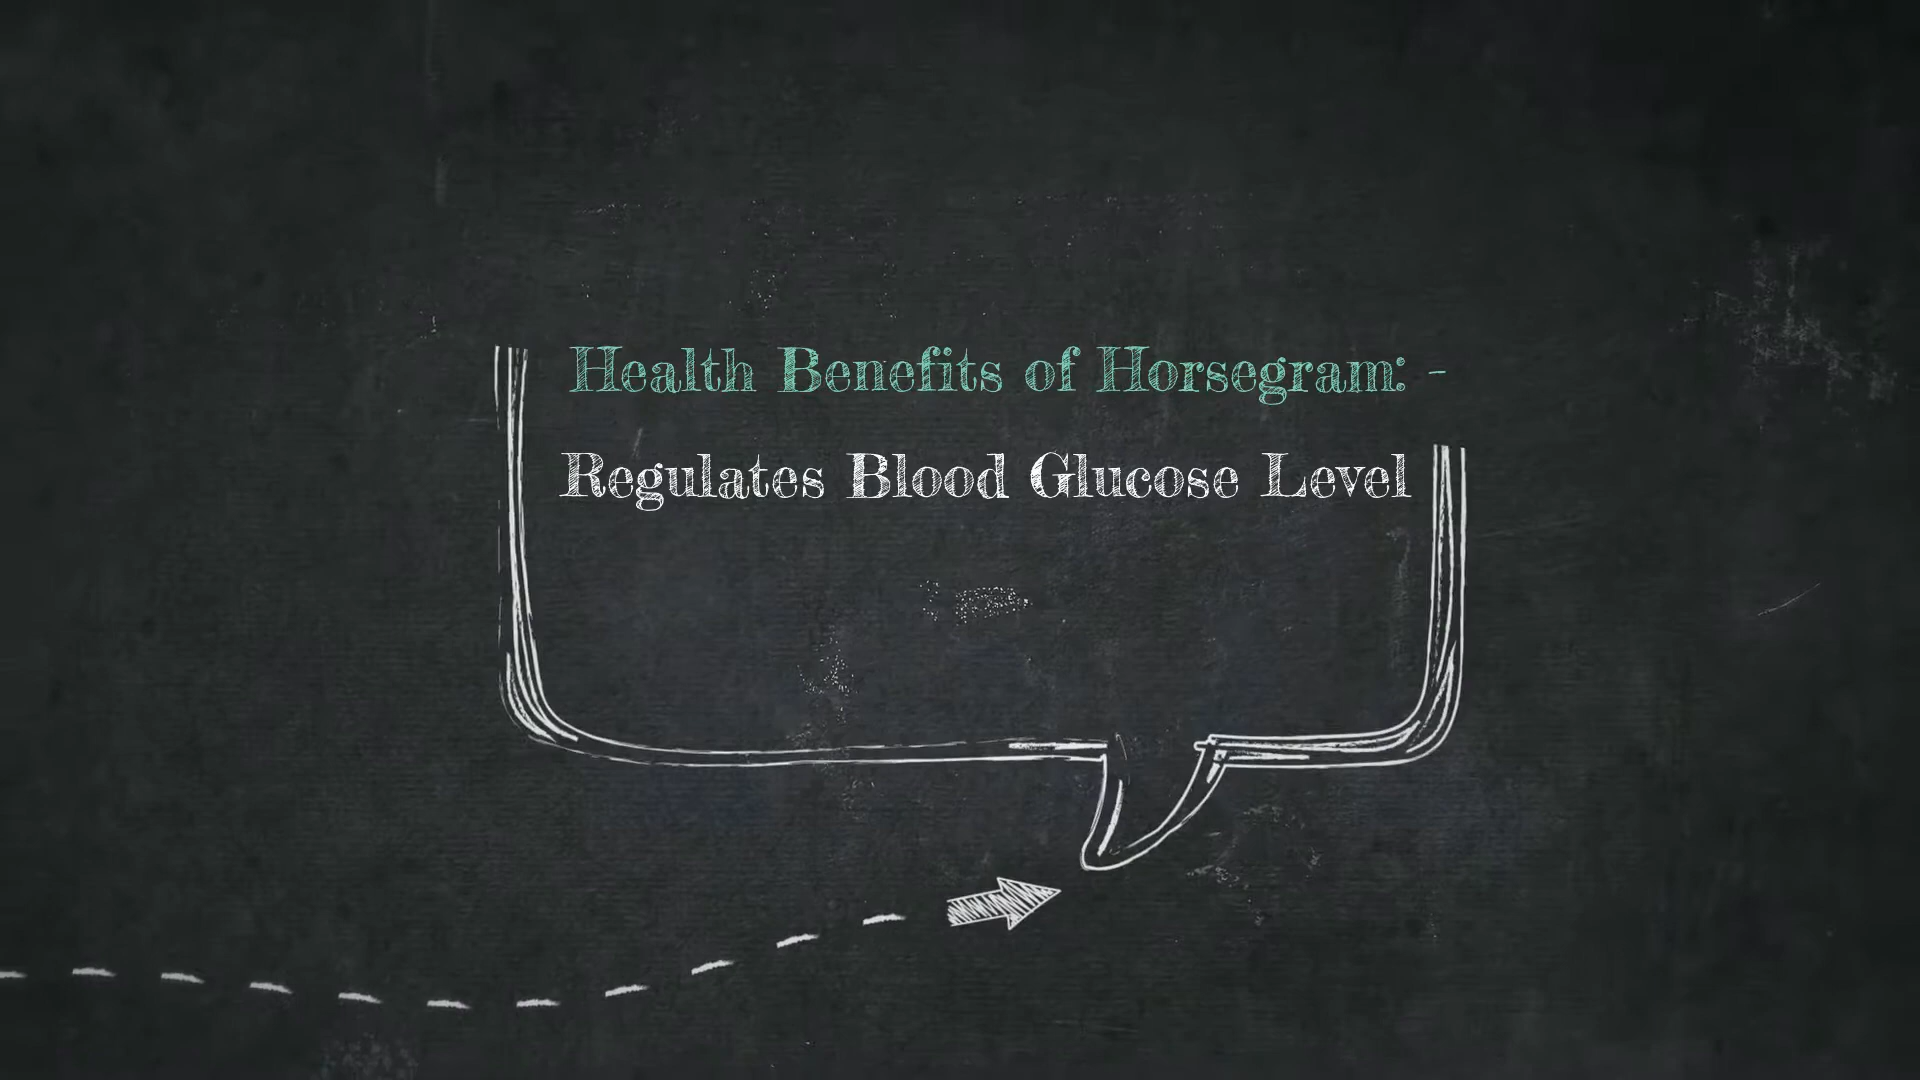 Health Benefits of Horsegram: -
Regulates Blood Glucose Level